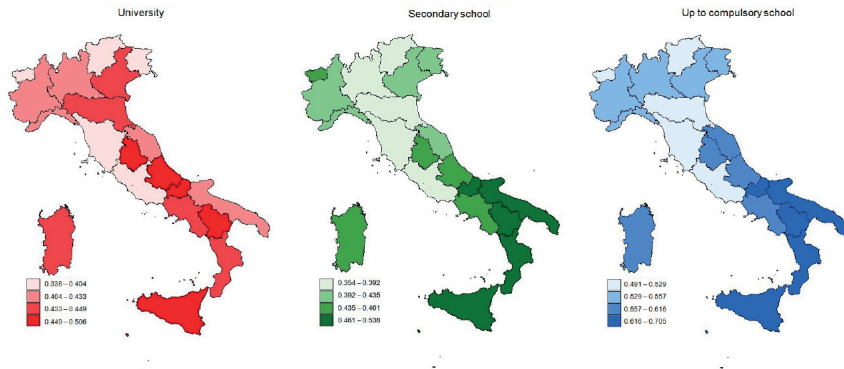 University
Secondary school
Up to compulsory school
0.338 – 0.404
0.404 – 0.433
0.433 – 0.449
0.449 – 0.506
0.354 – 0.392
0.392 – 0.435
0.435 – 0.461
0.461 – 0.538
0.491 – 0.529
0.529 – 0.557
0.557 – 0.616
0.616 – 0.705